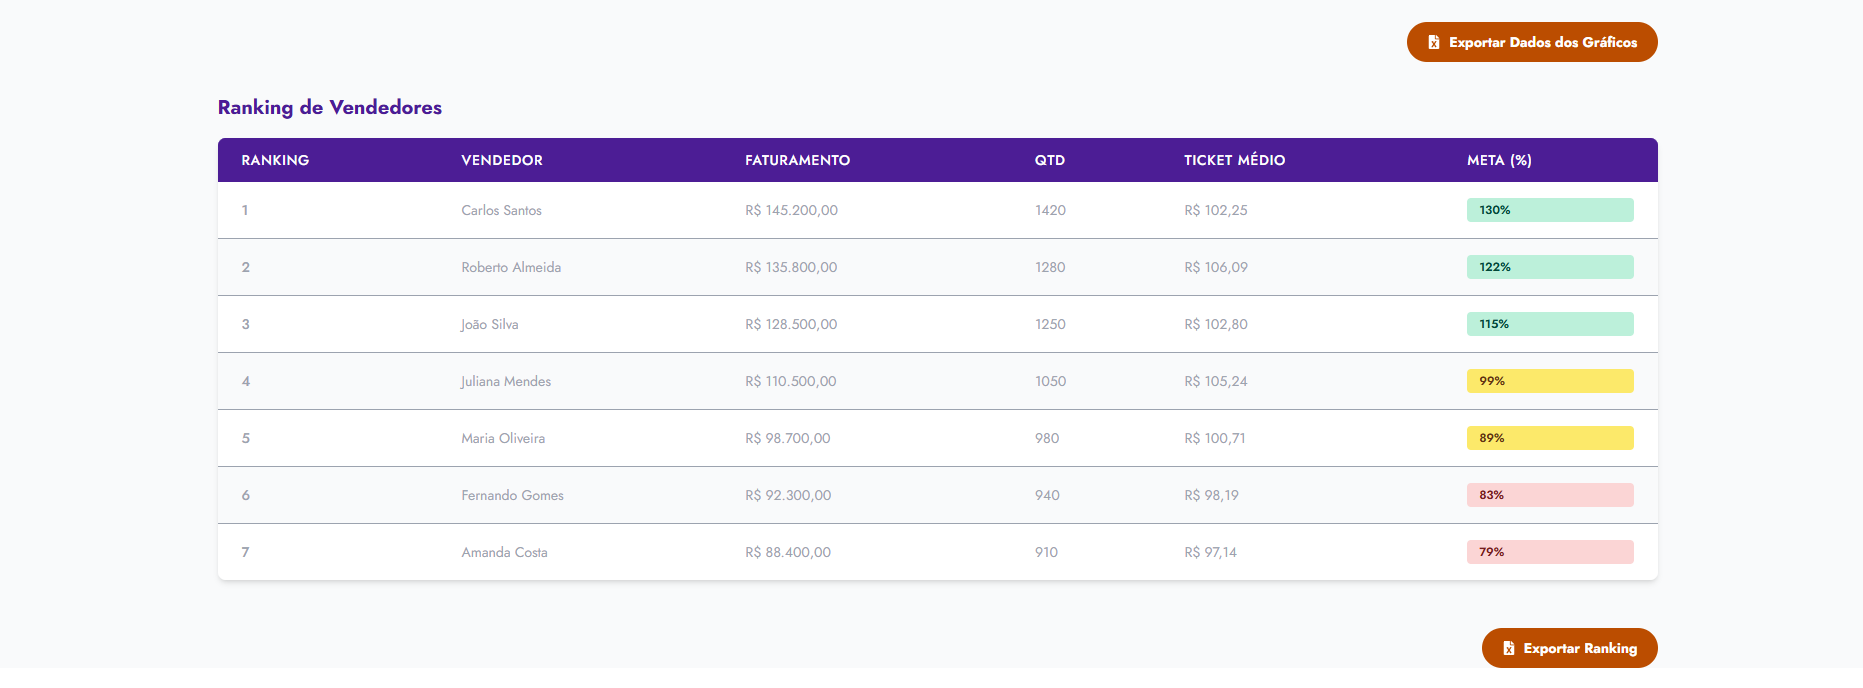 Exportar Dados dos Gráficos
Ranking de Vendedores
RANKING VENDEDOR FATURAMENTO QTD TICKET MÉDIO META (%)
1 Carlos Santos R$ 145.200,00 1420 R$ 102,25 130%
2 Roberto Almeida R$ 135.800,00 1280 R$ 106,09 122%
3 João Silva R$ 128.500,00 1250 R$ 102,80 115%
4 Juliana Mendes R$ 110.500,00 1050 R$ 105,24 99%
5 Maria Oliveira R$ 98.700,00 980 R$ 100,71 89%
6 Fernando Gomes R$ 92.300,00 940 R$ 98,19 83%
7 Amanda Costa R$ 88.400,00 910 R$ 97,14 79%
Exportar Ranking